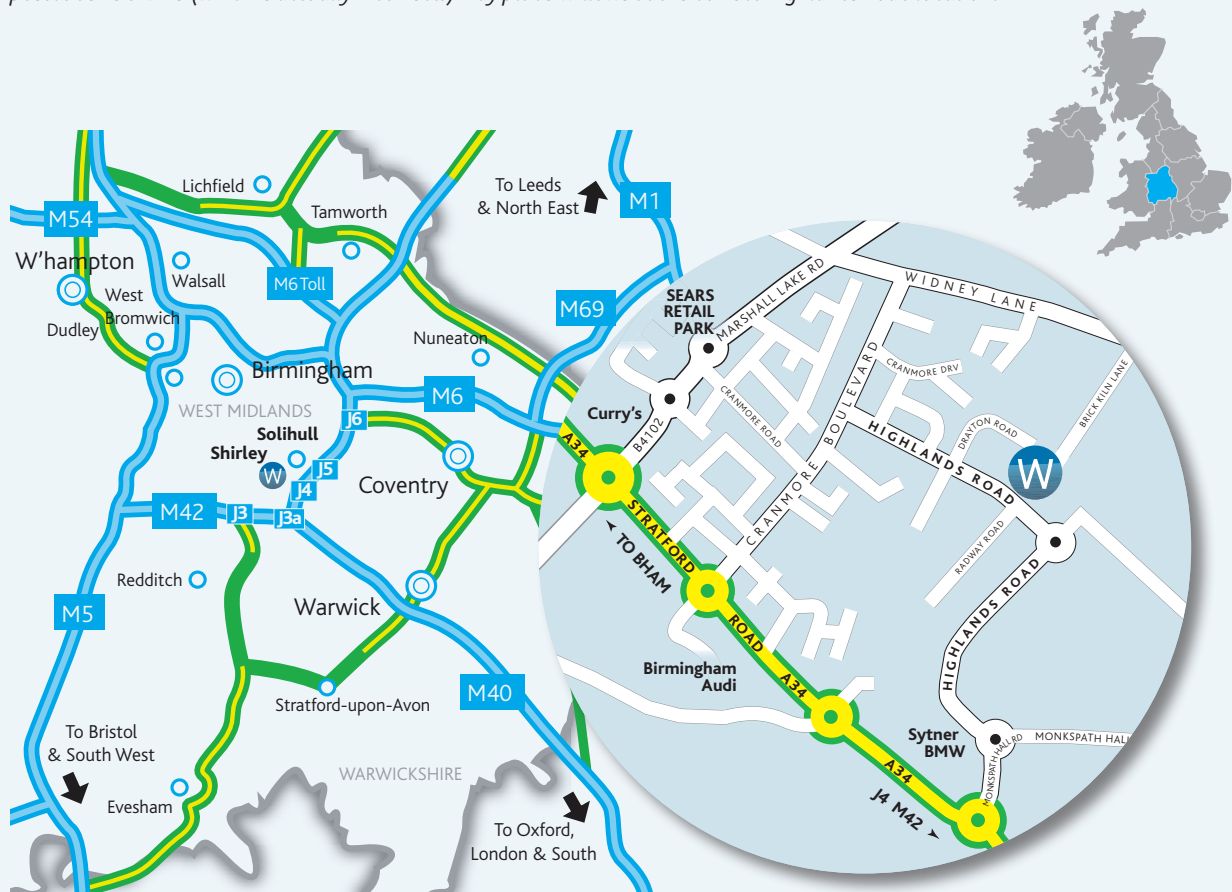 Lichfield
Tamworth
To Leeds
& North East
M1
M54
W'hampton
Walsall
M6 Toll
West
Bromwich
Dudley
M69
Nuneaton
Birmingham
M6
WEST MIDLANDS
J6
Solihull
Shirley
W
J5
J4
Coventry
M42
J3
J3a
Redditch
M5
Warwick
M40
Stratford-upon-Avon
To Bristol
& South West
WARWICKSHIRE
Evesham
To Oxford,
London & South
SEARS
RETAIL
PARK
MARSHALL LAKE RD
WIDNEY LANE
Curry's
B4102
CRANMORE ROAD
CRANMORE BOULEVARD
CRANMORE DRV
BRICK KILN LANE
DRAYTON ROAD
HIGHLANDS ROAD
W
A34
STRATFORD
ROAD
A34
TO BHAM
RADWAY ROAD
HIGHLANDS ROAD
Birmingham
Audi
Sytner
BMW
MONKSPATH HALL RD
MONKSPATH HALL
A34
J4 M42